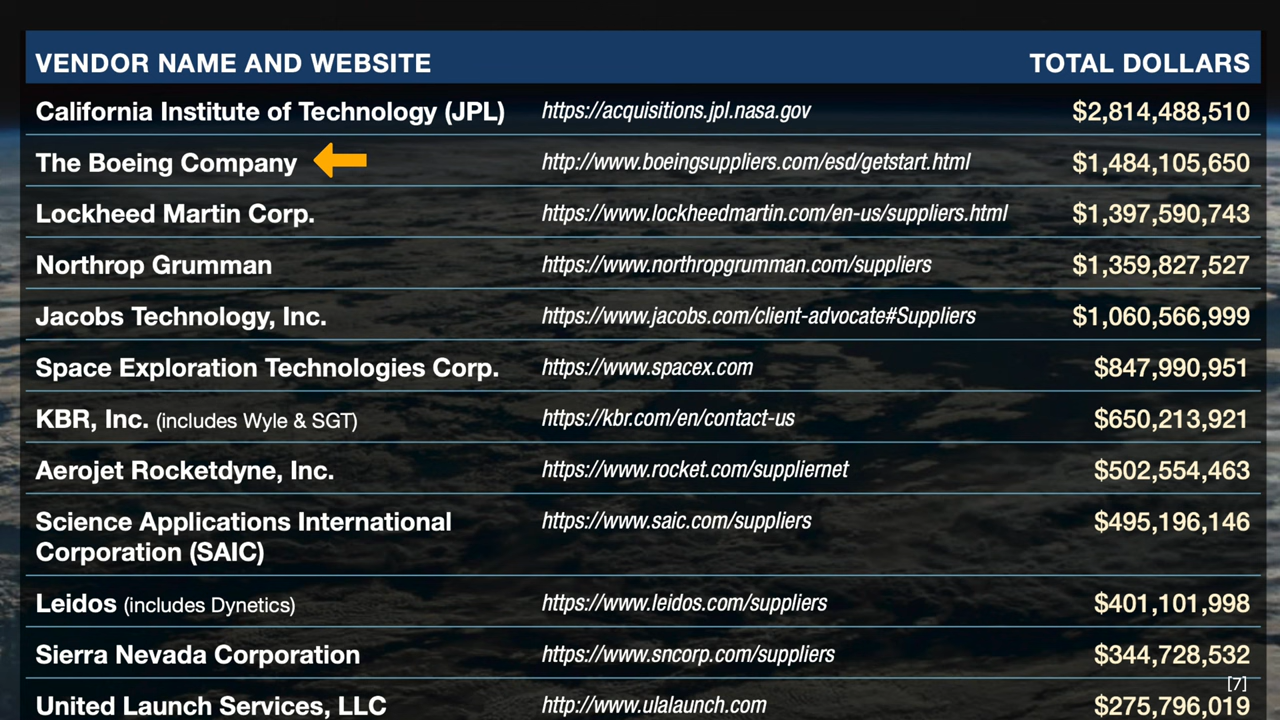 VENDOR NAME AND WEBSITE TOTAL DOLLARS
California Institute of Technology (JPL) https://acquisitions.jpl.nasa.gov $2,814,488,510
The Boeing Company http://www.boeingsuppliers.com/esd/getstart.html $1,484,105,650
Lockheed Martin Corp. https://www.lockheedmartin.com/en-us/suppliers.html $1,397,590,743
Northrop Grumman https://www.northropgrumman.com/suppliers $1,359,827,527
Jacobs Technology, Inc. https://www.jacobs.com/client-advocate#Suppliers $1,060,566,999
Space Exploration Technologies Corp. https://www.spacex.com $847,990,951
KBR, Inc. (includes Wyle & SGT) https://kbr.com/en/contact-us $650,213,921
Aerojet Rocketdyne, Inc. https://www.rocket.com/suppliernet $502,554,463
Science Applications International https://www.saic.com/suppliers $495,196,146
Corporation (SAIC)
Leidos (includes Dynetics) https://www.leidos.com/suppliers $401,101,998
Sierra Nevada Corporation https://www.sncorp.com/suppliers $344,728,532
[7]
United Launch Services, LLC http://www.ulalaunch.com $275,796,019